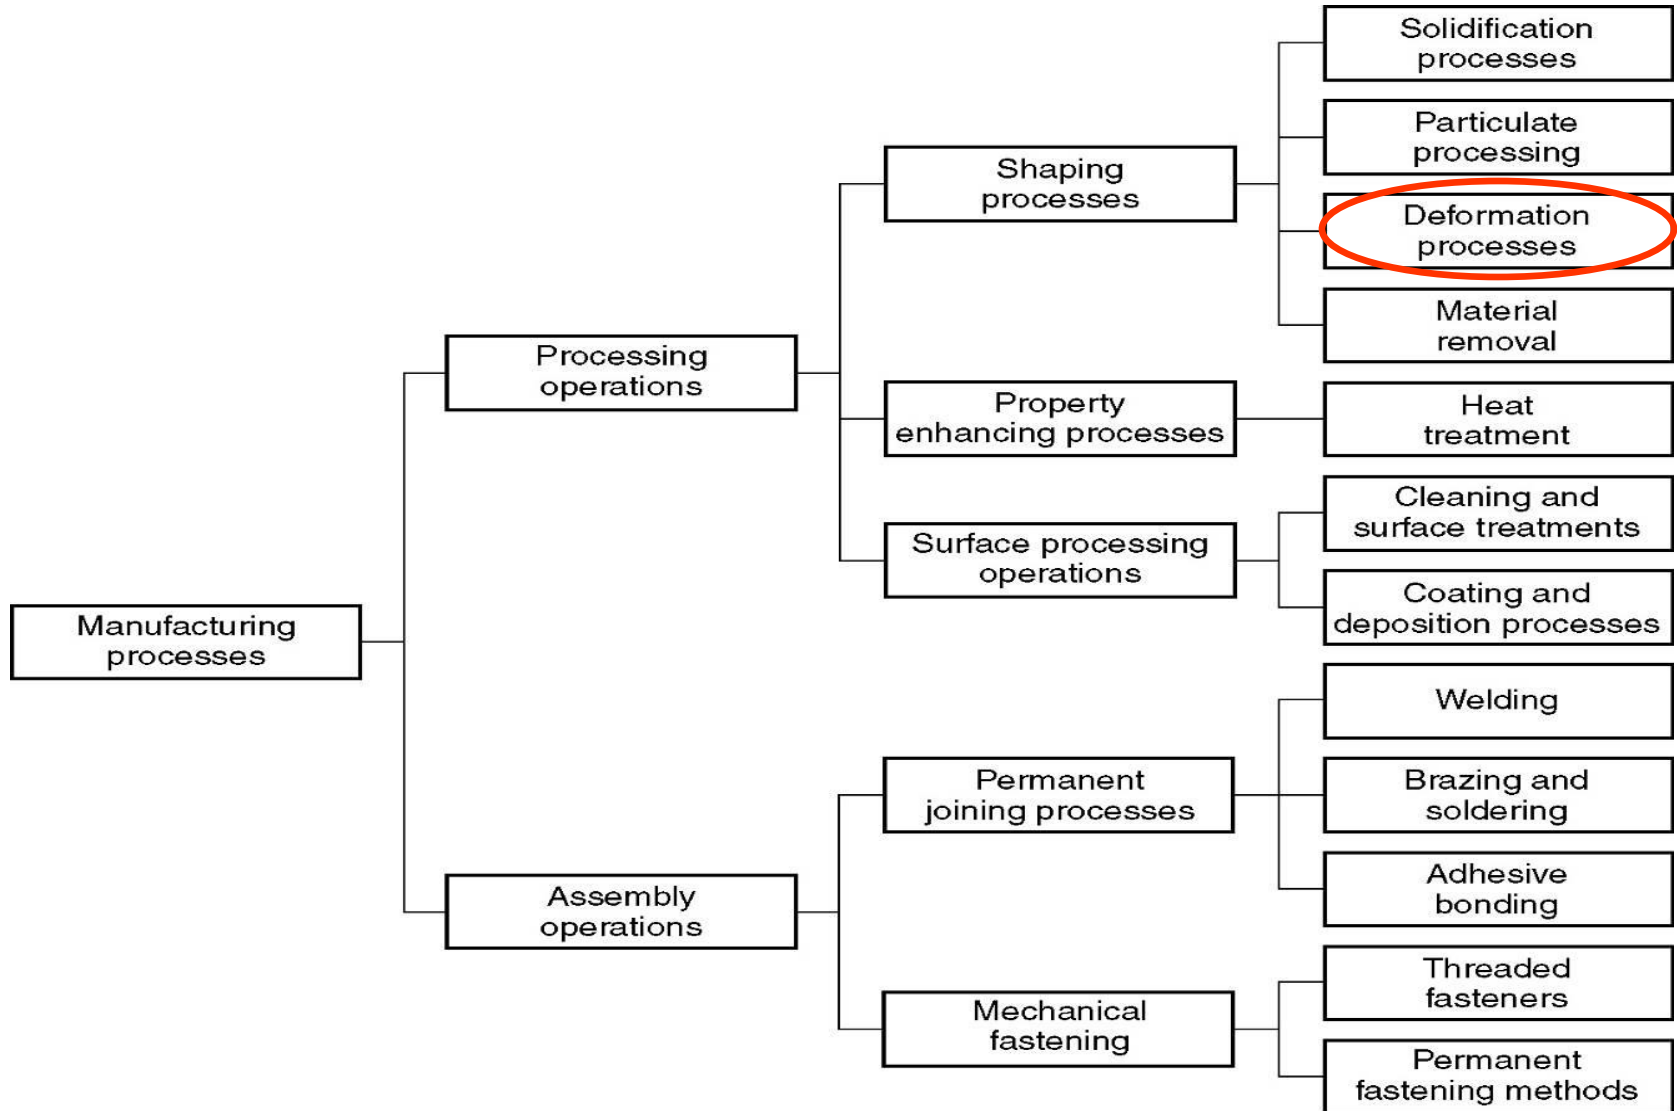 Solidification
processes
Particulate
processing
Shaping
processes
Deformation
processes
Material
removal
Processing
operations
Property
enhancing processes
Heat
treatment
Cleaning and
surface treatments
Surface processing
operations
Coating and
deposition processes
Manufacturing
processes
Welding
Permanent
joining processes
Brazing and
soldering
Adhesive
bonding
Assembly
operations
Threaded
fasteners
Mechanical
fastening
Permanent
fastening methods